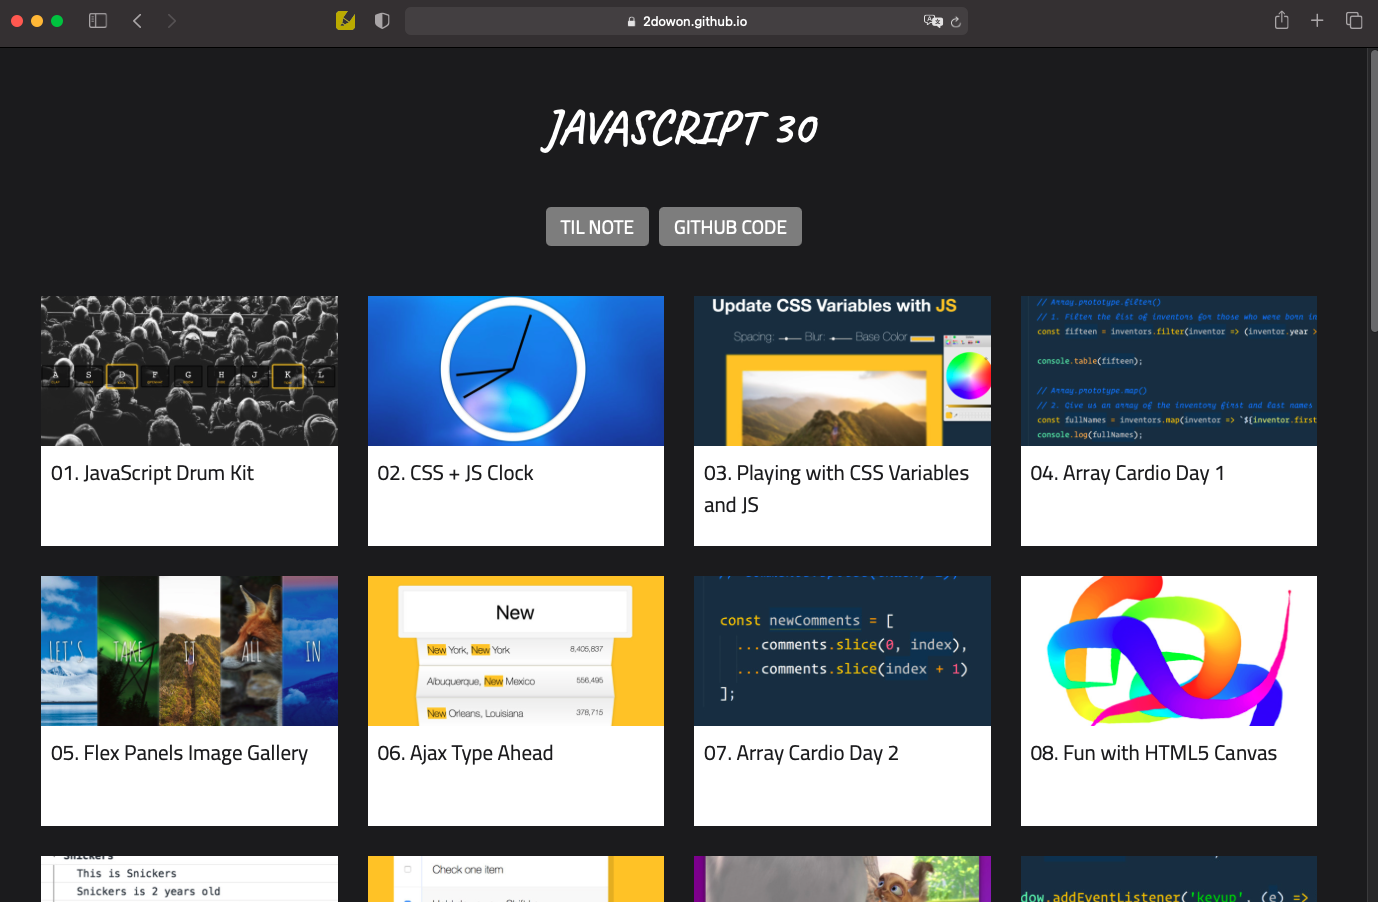 2dowon.github.io
JAVASCRIPT 30
TIL NOTE
GITHUB CODE
A S D F G H J K L
Update CSS Variables with JS
Spacing: Blur: Base Color
// Array.prototype.filter()
// 1. Filter the list of inventors for those who were born in
const fifteen = inventors.filter(inventor => (inventor.year >
console.table(fifteen);
// Array.prototype.map()
// 2. Give us an array of the inventory first and last names
const fullNames = inventors.map(inventor => `${inventor.first
console.log(fullNames);
01. JavaScript Drum Kit
02. CSS + JS Clock
03. Playing with CSS Variables
and JS
04. Array Cardio Day 1
LET'S TAKE IT ALL IN
New
New York, New York 8,405,837
Albuquerque, New Mexico 556,495
New Orleans, Louisiana 378,715
const newComments = [
...comments.slice(0, index),
...comments.slice(index + 1)
];
05. Flex Panels Image Gallery
06. Ajax Type Ahead
07. Array Cardio Day 2
08. Fun with HTML5 Canvas
Snickers
This is Snickers
Snickers is 2 years old
Check one item
dow.addEventListener('keyup', (e) =>